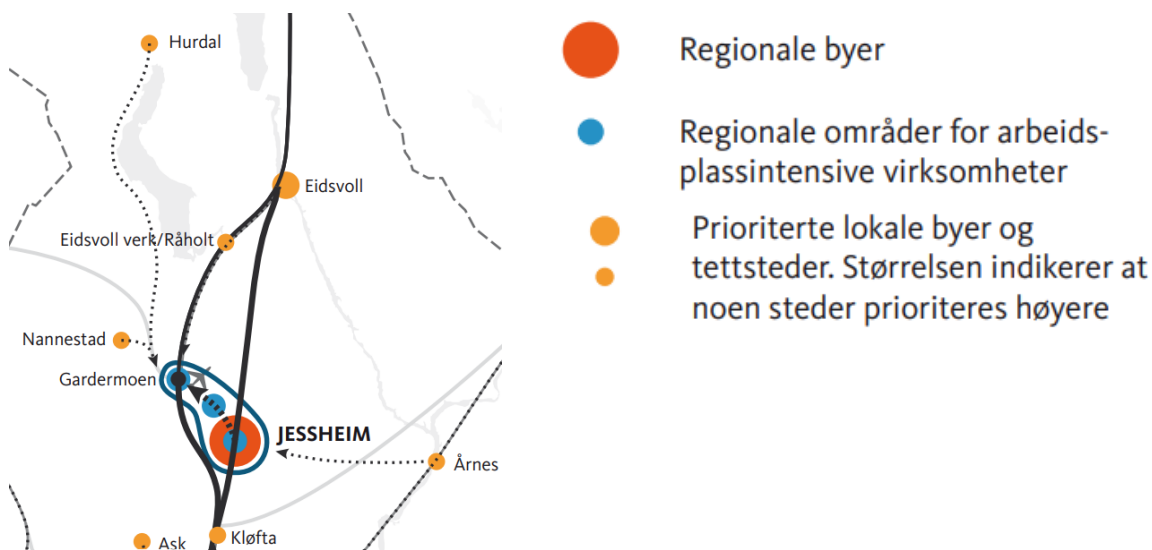 Hurdal
Eidsvoll
Eidsvoll verk/Råholt
Nannestad
Gardermoen
JESSHEIM
Årnes
Kløfta
Ask
Regionale byer
Regionale områder for arbeids-
plassintensive virksomheter
Prioriterte lokale byer og
tettsteder. Størrelsen indikerer at
noen steder prioriteres høyere